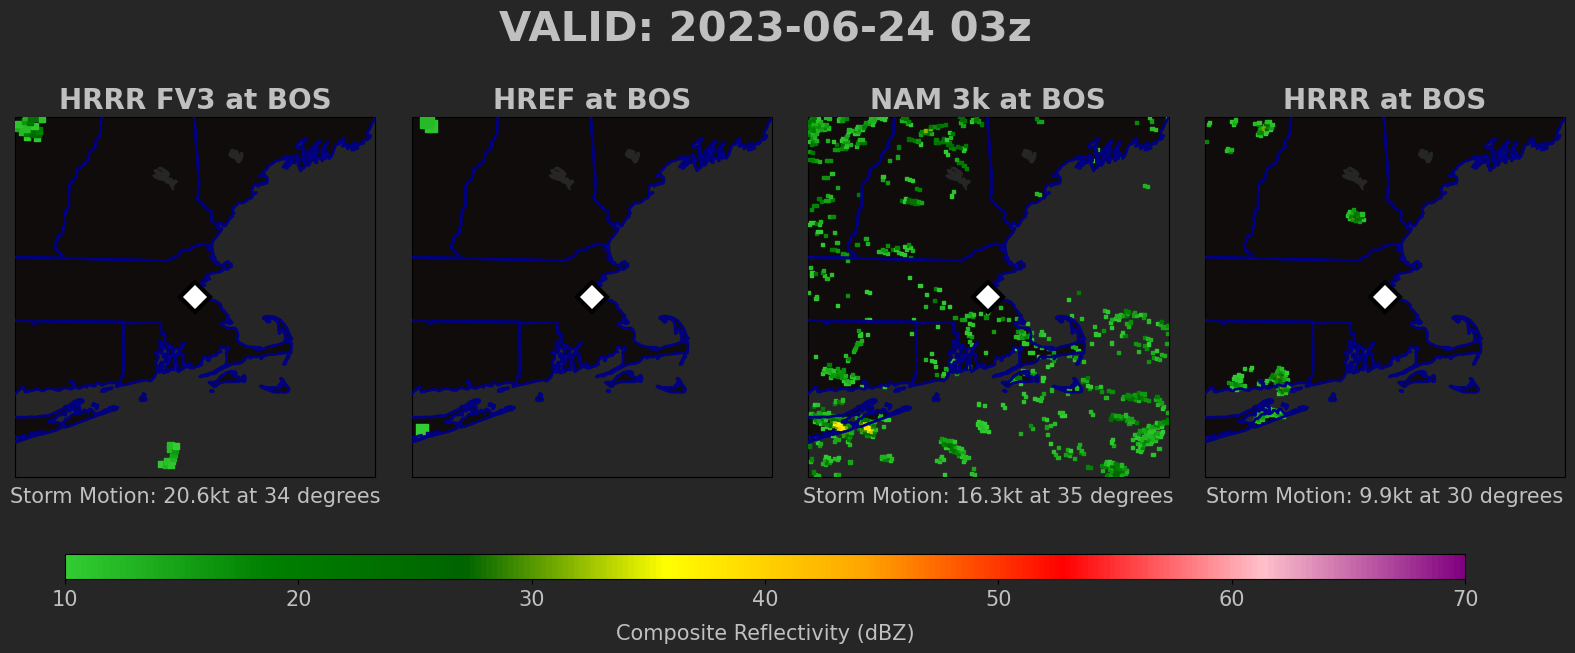 VALID: 2023-06-24 03z
HRRR FV3 at BOS
HREF at BOS
NAM 3k at BOS
HRRR at BOS
Storm Motion: 20.6kt at 34 degrees
Storm Motion: 16.3kt at 35 degrees
Storm Motion: 9.9kt at 30 degrees
10 20 30 40 50 60 70
Composite Reflectivity (dBZ)